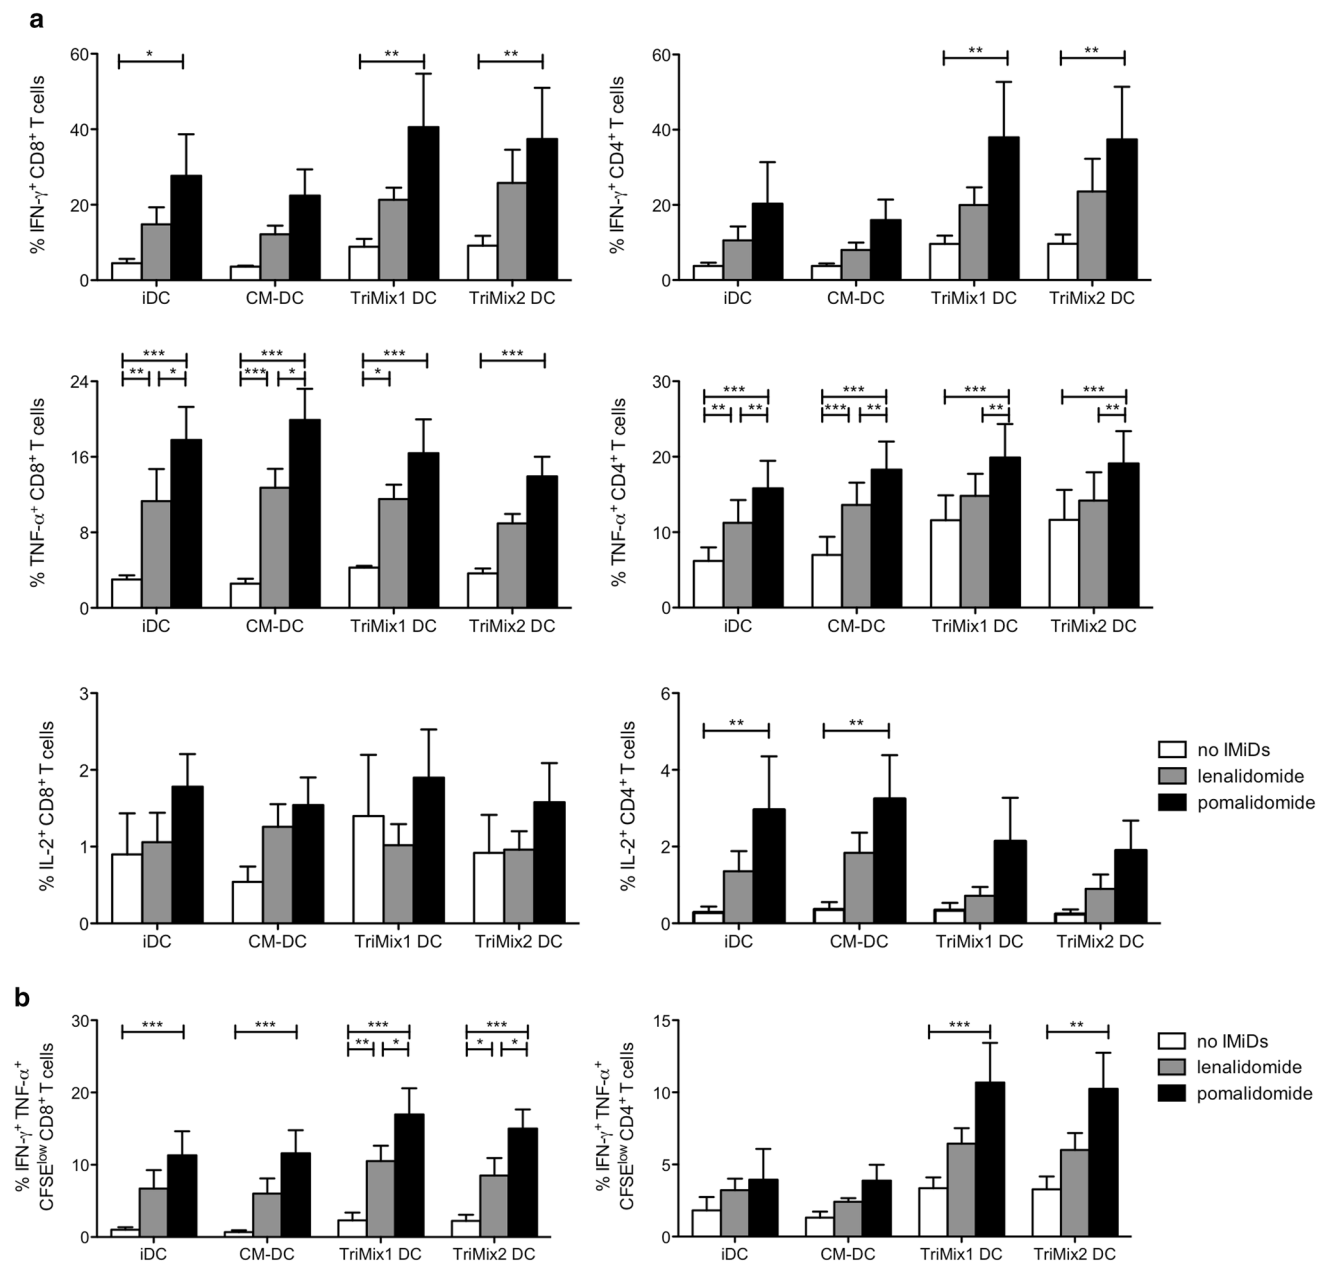 a
% IFN-γ⁺ CD8⁺ T cells
60
40
20
0
*
**
**
iDC CM-DC TriMix1 DC TriMix2 DC
% IFN-γ⁺ CD4⁺ T cells
60
40
20
0
**
**
iDC CM-DC TriMix1 DC TriMix2 DC
% TNF-α⁺ CD8⁺ T cells
24
16
8
0
*** *** *** ***
** * *** * *
iDC CM-DC TriMix1 DC TriMix2 DC
% TNF-α⁺ CD4⁺ T cells
30
20
10
0
*** *** *** ***
** ** *** ** ** **
iDC CM-DC TriMix1 DC TriMix2 DC
% IL-2⁺ CD8⁺ T cells
3
2
1
0
iDC CM-DC TriMix1 DC TriMix2 DC
% IL-2⁺ CD4⁺ T cells
6
4
2
0
** **
iDC CM-DC TriMix1 DC TriMix2 DC
no IMiDs
lenalidomide
pomalidomide
b
% IFN-γ⁺ TNF-α⁺
CFSElow CD8⁺ T cells
30
20
10
0
*** *** *** ***
** * * *
iDC CM-DC TriMix1 DC TriMix2 DC
% IFN-γ⁺ TNF-α⁺
CFSElow CD4⁺ T cells
15
10
5
0
*** **
iDC CM-DC TriMix1 DC TriMix2 DC
no IMiDs
lenalidomide
pomalidomide